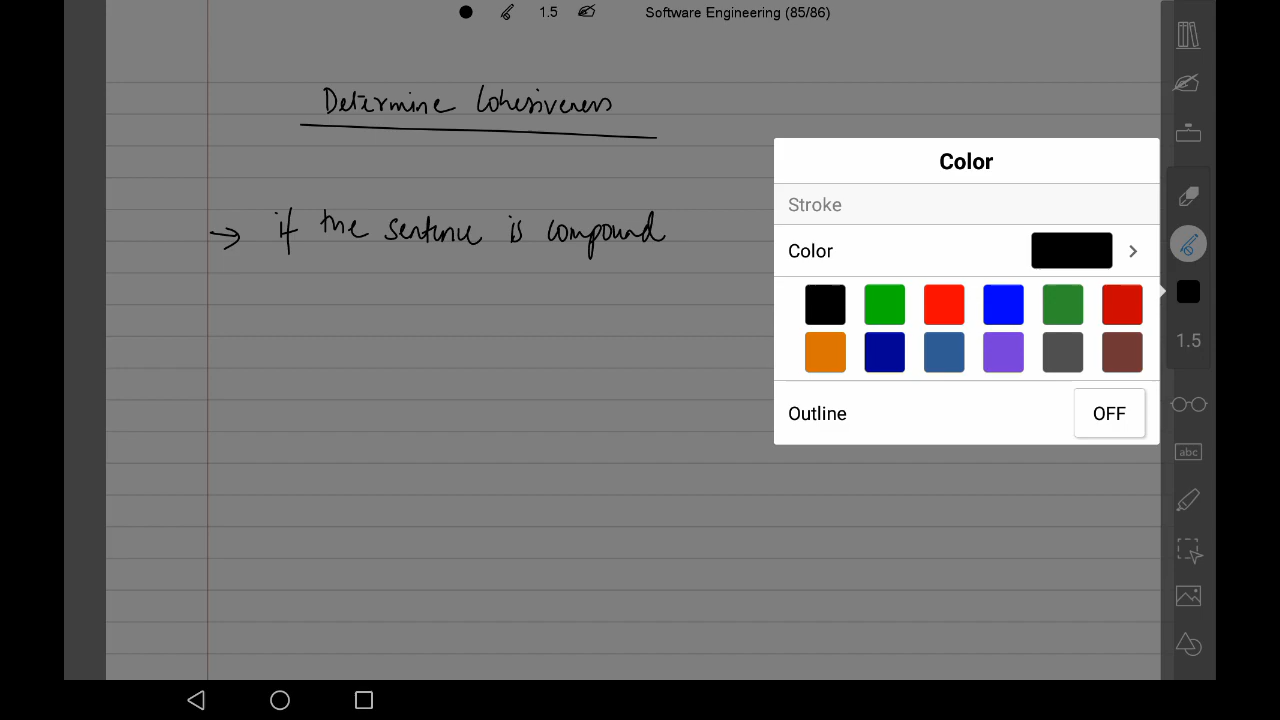 1.5 Software Engineering (85/86)
Determine Cohesiveness
→ if the sentence is compound
Color
Stroke
Color
Outline OFF
1.5
abc